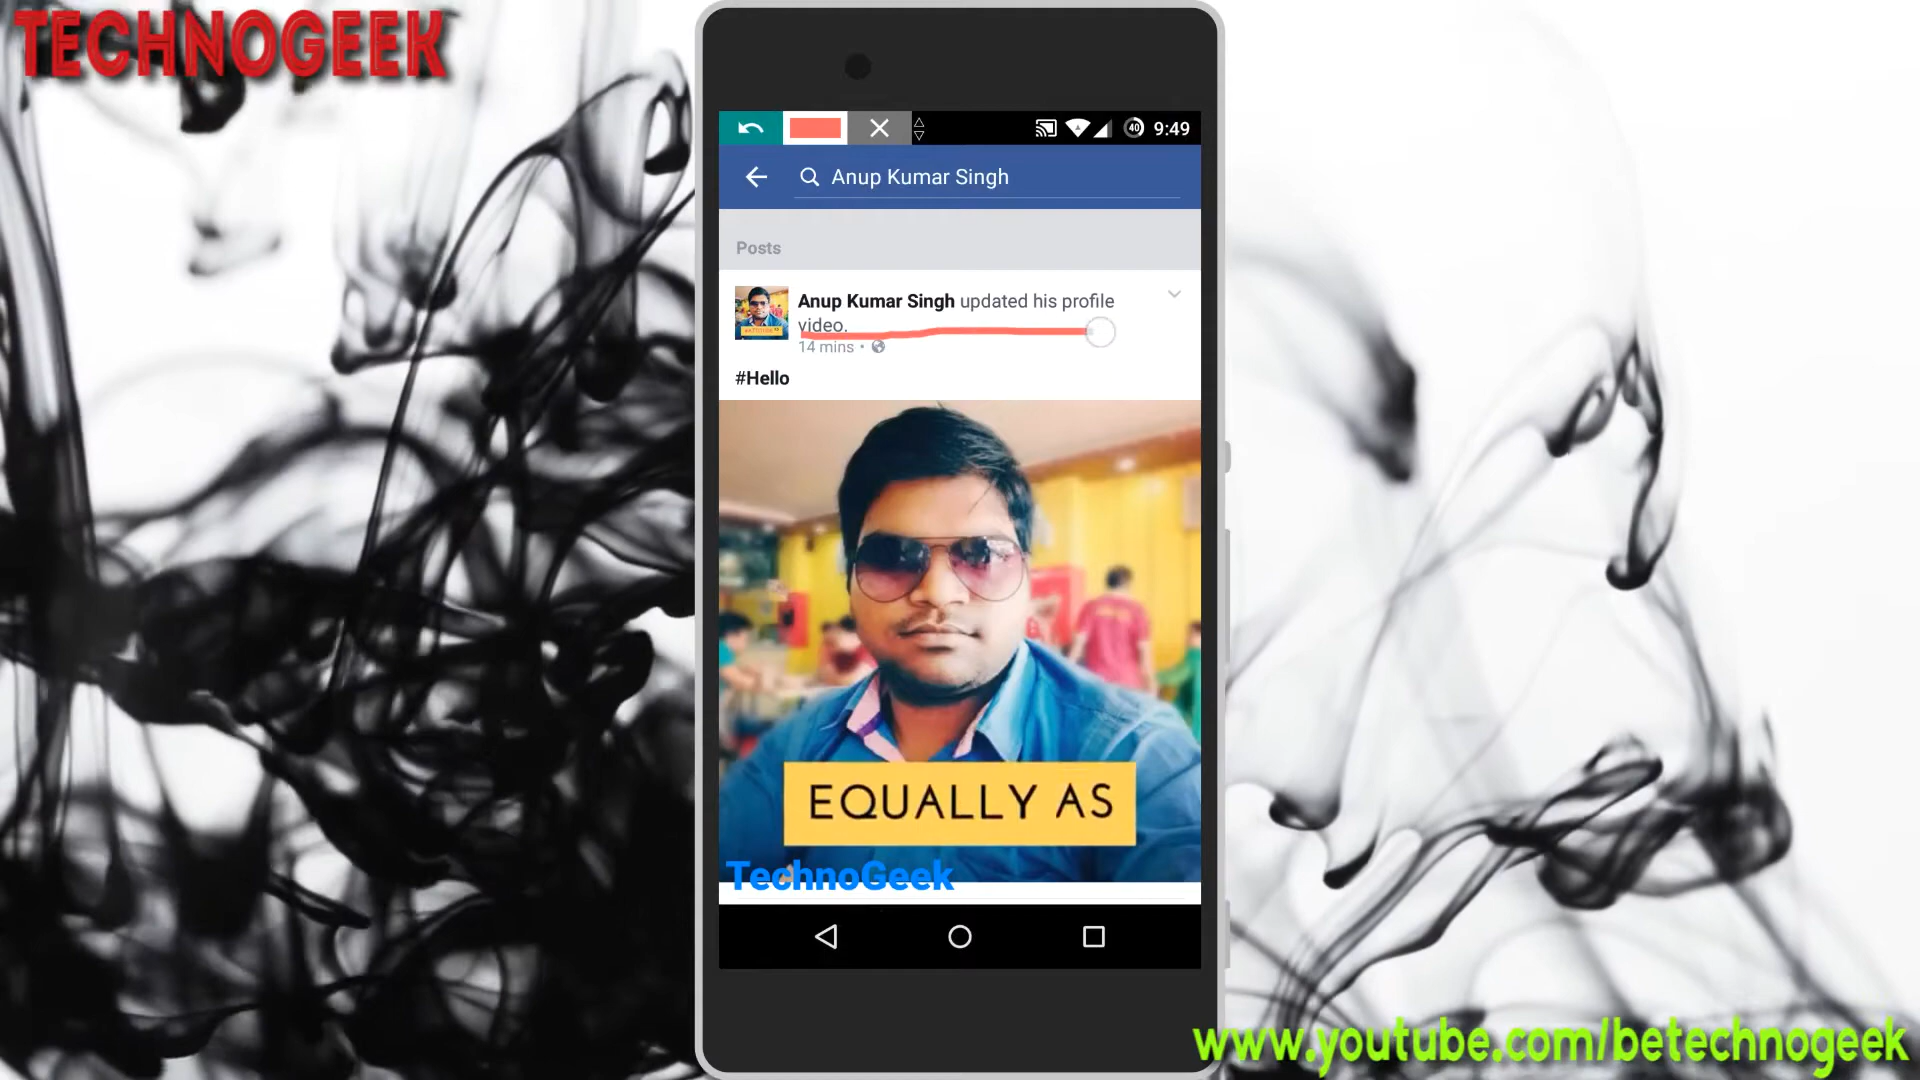 TECHNOGEEK
40 9:49
Anup Kumar Singh
Posts
Anup Kumar Singh updated his profile
video.
14 mins
#Hello
EQUALLY AS
TechnoGeek
www.youtube.com/betechnogeek